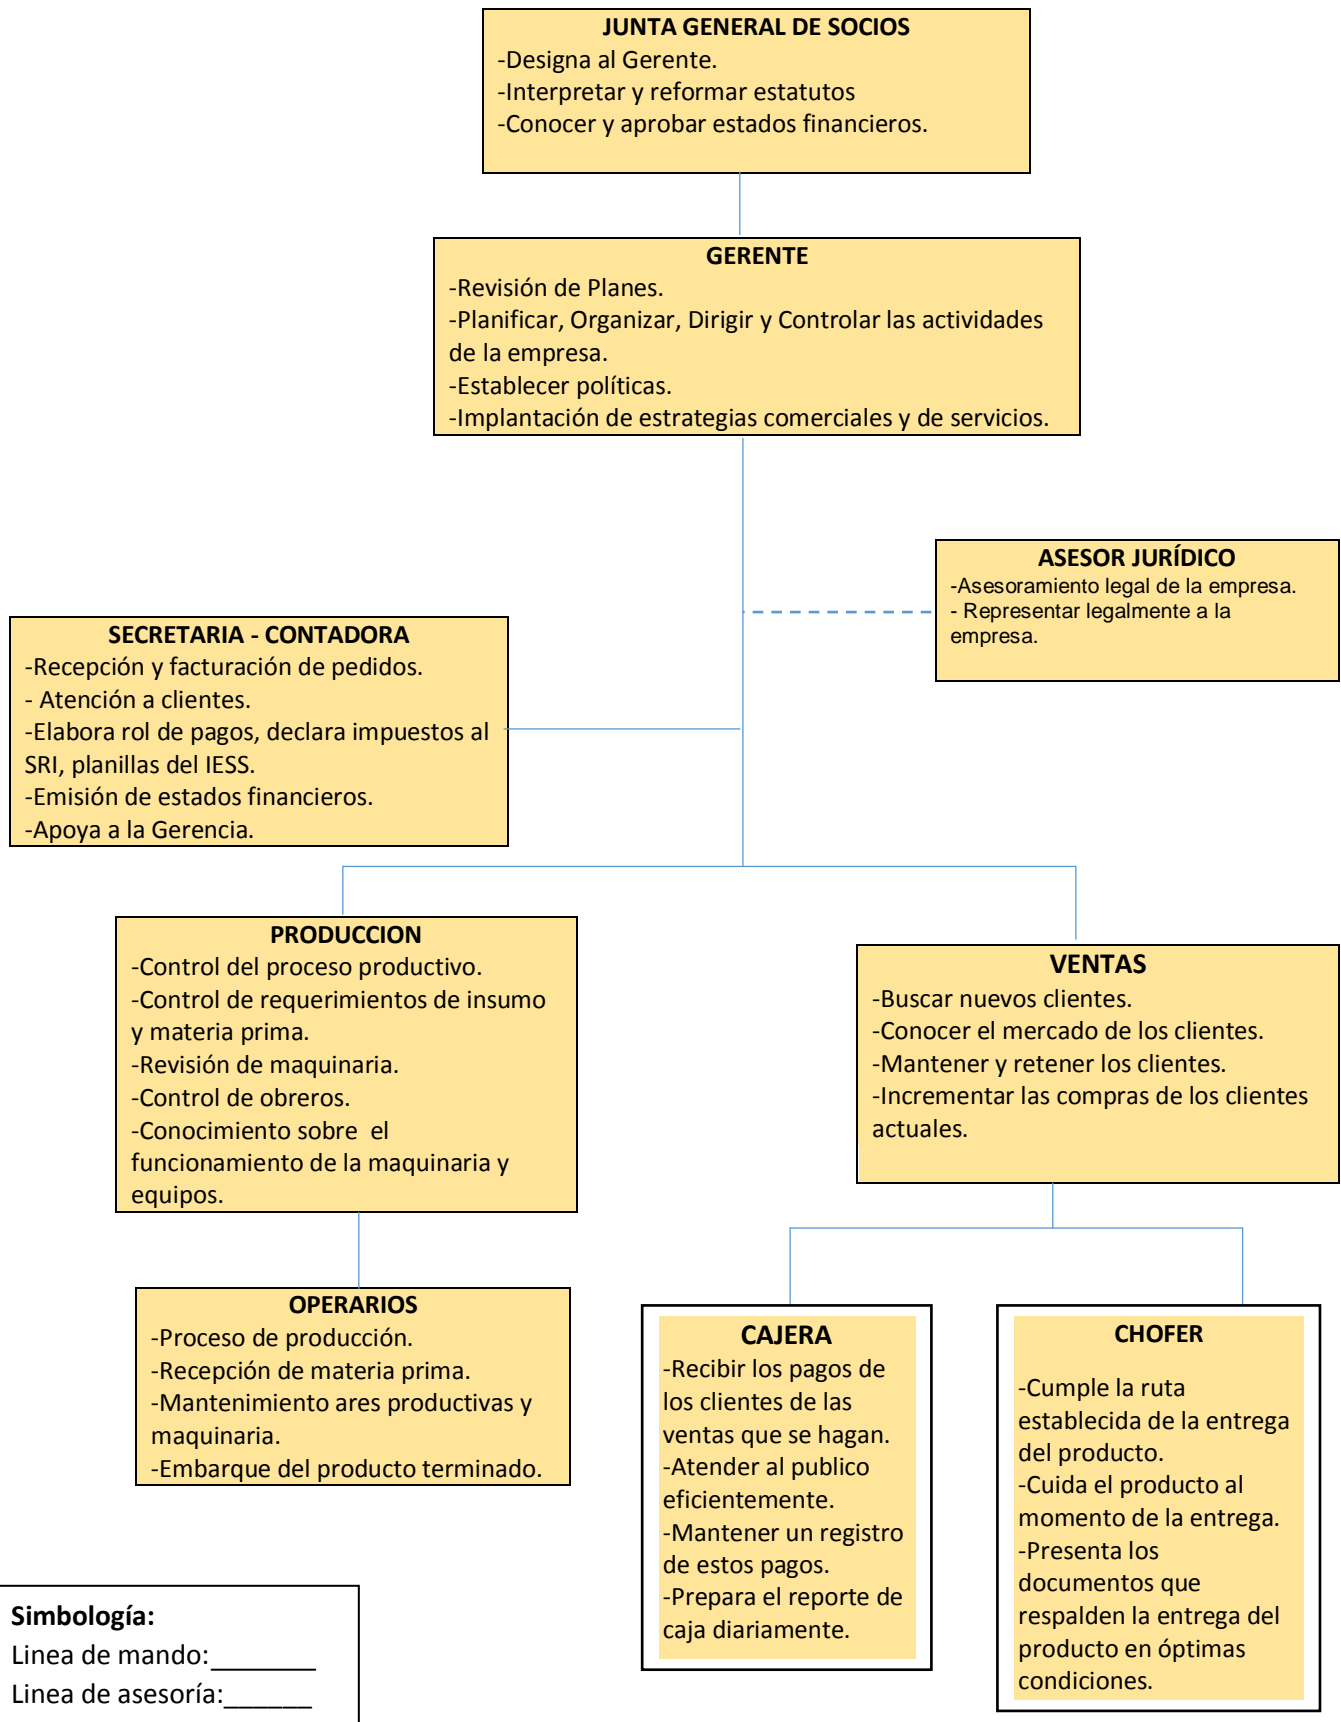 JUNTA GENERAL DE SOCIOS
-Designa al Gerente.
-Interpretar y reformar estatutos
-Conocer y aprobar estados financieros.
GERENTE
-Revisión de Planes.
-Planificar, Organizar, Dirigir y Controlar las actividades
de la empresa.
-Establecer políticas.
-Implantación de estrategias comerciales y de servicios.
ASESOR JURÍDICO
-Asesoramiento legal de la empresa.
- Representar legalmente a la
empresa.
SECRETARIA - CONTADORA
-Recepción y facturación de pedidos.
- Atención a clientes.
-Elabora rol de pagos, declara impuestos al
SRI, planillas del IESS.
-Emisión de estados financieros.
-Apoya a la Gerencia.
PRODUCCION
-Control del proceso productivo.
-Control de requerimientos de insumo
y materia prima.
-Revisión de maquinaria.
-Control de obreros.
-Conocimiento sobre  el
funcionamiento de la maquinaria y
equipos.
VENTAS
-Buscar nuevos clientes.
-Conocer el mercado de los clientes.
-Mantener y retener los clientes.
-Incrementar las compras de los clientes
actuales.
OPERARIOS
-Proceso de producción.
-Recepción de materia prima.
-Mantenimiento ares productivas y
maquinaria.
-Embarque del producto terminado.
CAJERA
-Recibir los pagos de
los clientes de las
ventas que se hagan.
-Atender al publico
eficientemente.
-Mantener un registro
de estos pagos.
-Prepara el reporte de
caja diariamente.
CHOFER
-Cumple la ruta
establecida de la entrega
del producto.
-Cuida el producto al
momento de la entrega.
-Presenta los
documentos que
respalden la entrega del
producto en óptimas
condiciones.
Simbología:
Linea de mando:_______
Linea de asesoría:______